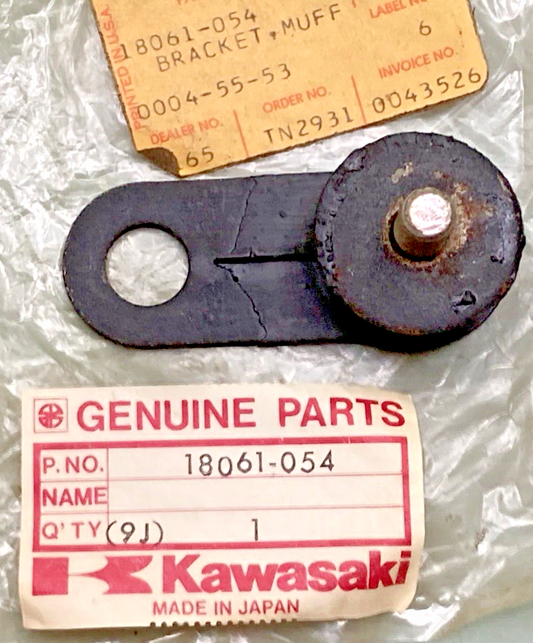 LABEL NO.
18061-054
6
BRACKET,MUFF
PRINTED IN U.S.A.
0004-55-53
INVOICE NO.
ORDER NO.
0043526
DEALER NO.
TN2931
65
GENUINE PARTS
P.NO. 18061-054
NAME
Q'TY (9J) 1
Kawasaki
MADE IN JAPAN